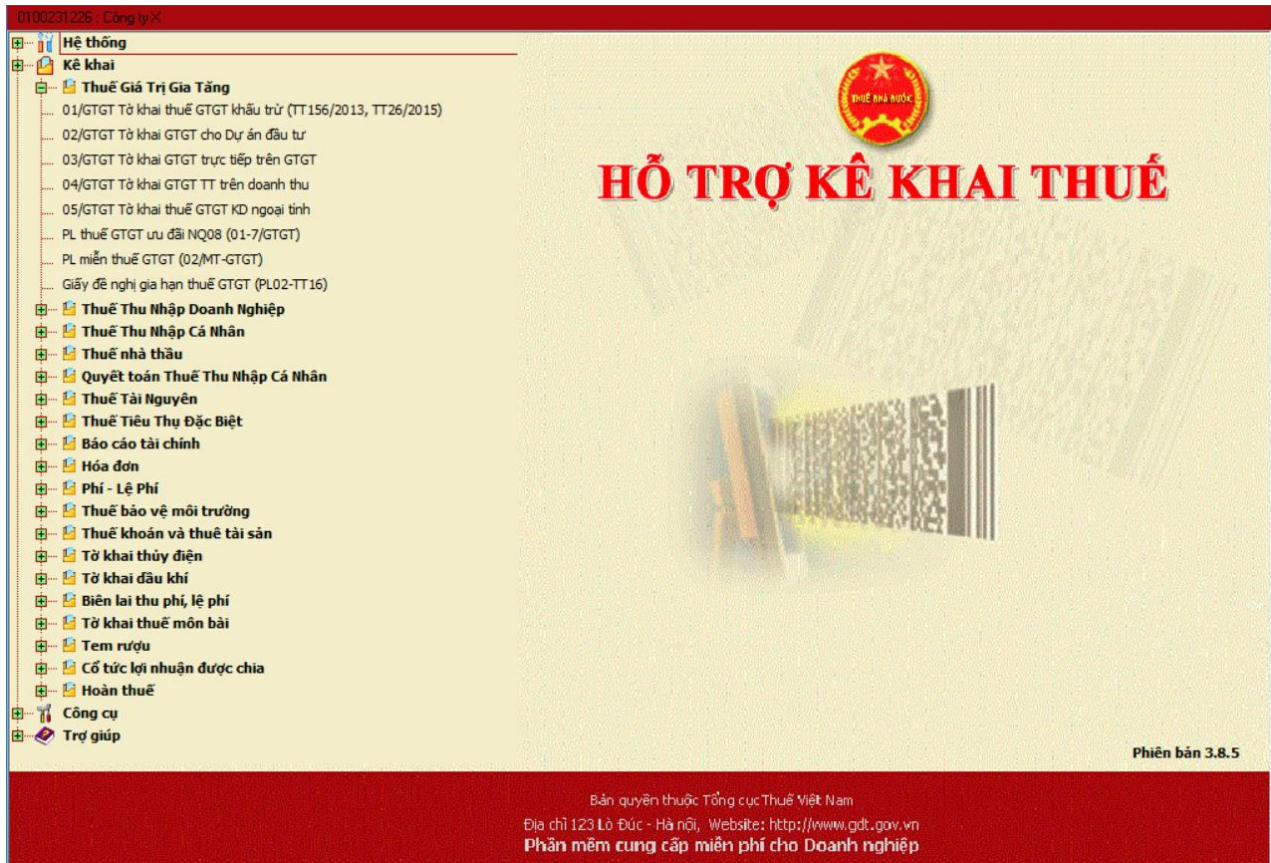 0100231226 : Công ty X
Hệ thống
Kê khai
Thuế Giá Trị Gia Tăng
01/GTGT Tờ khai thuế GTGT khấu trừ (TT156/2013, TT26/2015)
02/GTGT Tờ khai GTGT cho Dự án đầu tư
03/GTGT Tờ khai GTGT trực tiếp trên GTGT
04/GTGT Tờ khai GTGT TT trên doanh thu
05/GTGT Tờ khai thuế GTGT KD ngoại tỉnh
PL thuế GTGT ưu đãi NQ08 (01-7/GTGT)
PL miễn thuế GTGT (02/MT-GTGT)
Giấy đề nghị gia hạn thuế GTGT (PL02-TT16)
Thuế Thu Nhập Doanh Nghiệp
Thuế Thu Nhập Cá Nhân
Thuế nhà thầu
Quyết toán Thuế Thu Nhập Cá Nhân
Thuế Tài Nguyên
Thuế Tiêu Thụ Đặc Biệt
Báo cáo tài chính
Hóa đơn
Phí - Lệ Phí
Thuế bảo vệ môi trường
Thuế khoán và thuê tài sản
Tờ khai thủy điện
Tờ khai dầu khí
Biên lai thu phí, lệ phí
Tờ khai thuế môn bài
Tem rượu
Cổ tức lợi nhuận được chia
Hoàn thuế
Công cụ
Trợ giúp
THUẾ NHÀ NƯỚC
HỖ TRỢ KÊ KHAI THUẾ
Phiên bản 3.8.5
Bản quyền thuộc Tổng cục Thuế Việt Nam
Địa chỉ 123 Lò Đúc - Hà nội, Website: http://www.gdt.gov.vn
Phần mềm cung cấp miễn phí cho Doanh nghiệp